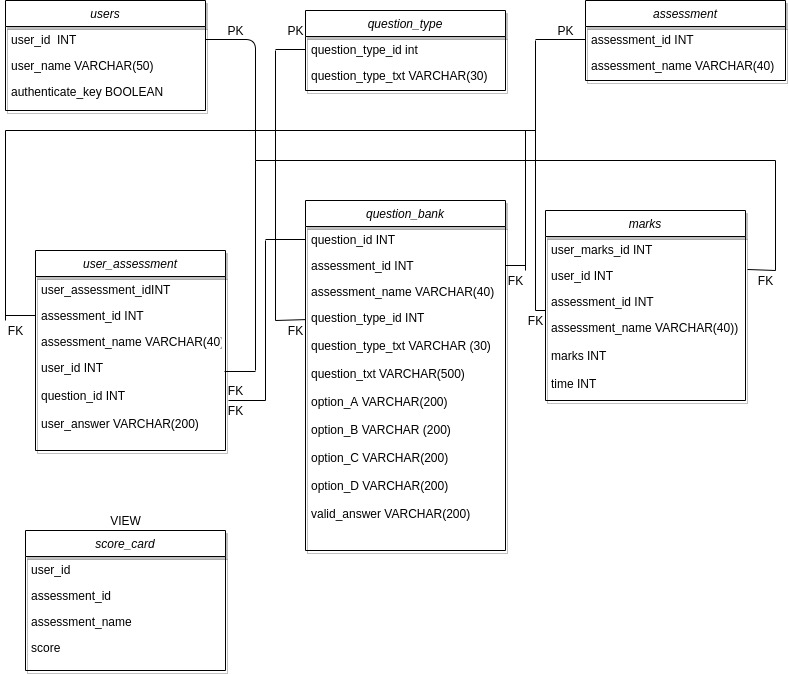 users
user_id INT
user_name VARCHAR(50)
authenticate_key BOOLEAN
PK
PK
question_type
question_type_id int
question_type_txt VARCHAR(30)
PK
assessment
assessment_id INT
assessment_name VARCHAR(40)
user_assessment
user_assessment_idINT
assessment_id INT
assessment_name VARCHAR(40)
user_id INT
question_id INT
user_answer VARCHAR(200)
FK
FK
FK
question_bank
question_id INT
assessment_id INT
assessment_name VARCHAR(40)
question_type_id INT
question_type_txt VARCHAR (30)
question_txt VARCHAR(500)
option_A VARCHAR(200)
option_B VARCHAR (200)
option_C VARCHAR(200)
option_D VARCHAR(200)
valid_answer VARCHAR(200)
FK
FK
marks
user_marks_id INT
user_id INT
assessment_id INT
assessment_name VARCHAR(40))
marks INT
time INT
FK
FK
VIEW
score_card
user_id
assessment_id
assessment_name
score